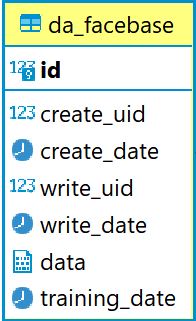 da_facebase
123 id
123 create_uid
create_date
123 write_uid
write_date
data
training_date